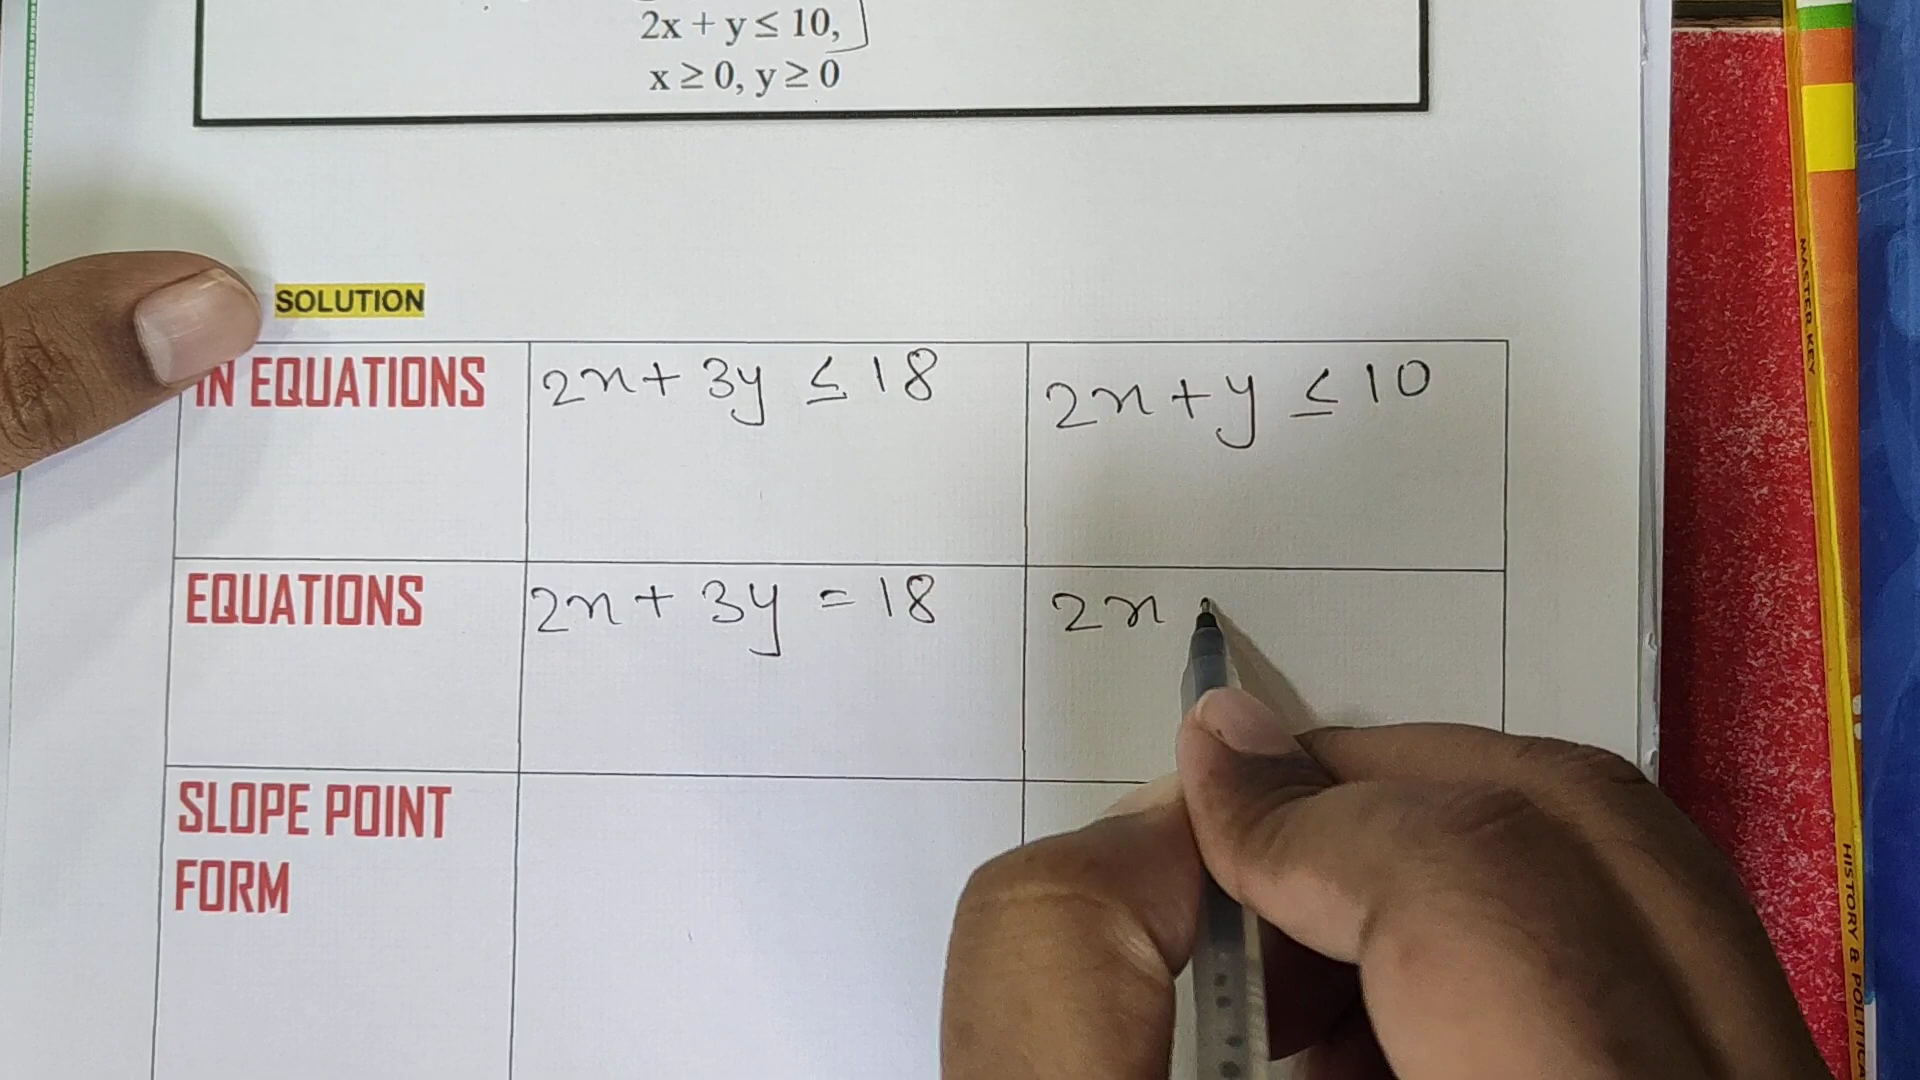 2x + y ≤ 10,
x ≥ 0, y ≥ 0
SOLUTION
IN EQUATIONS 2x + 3y ≤ 18 2x + y ≤ 10
EQUATIONS 2x + 3y = 18 2x
SLOPE POINT
FORM
MASTER KEY
HISTORY & POLITICA